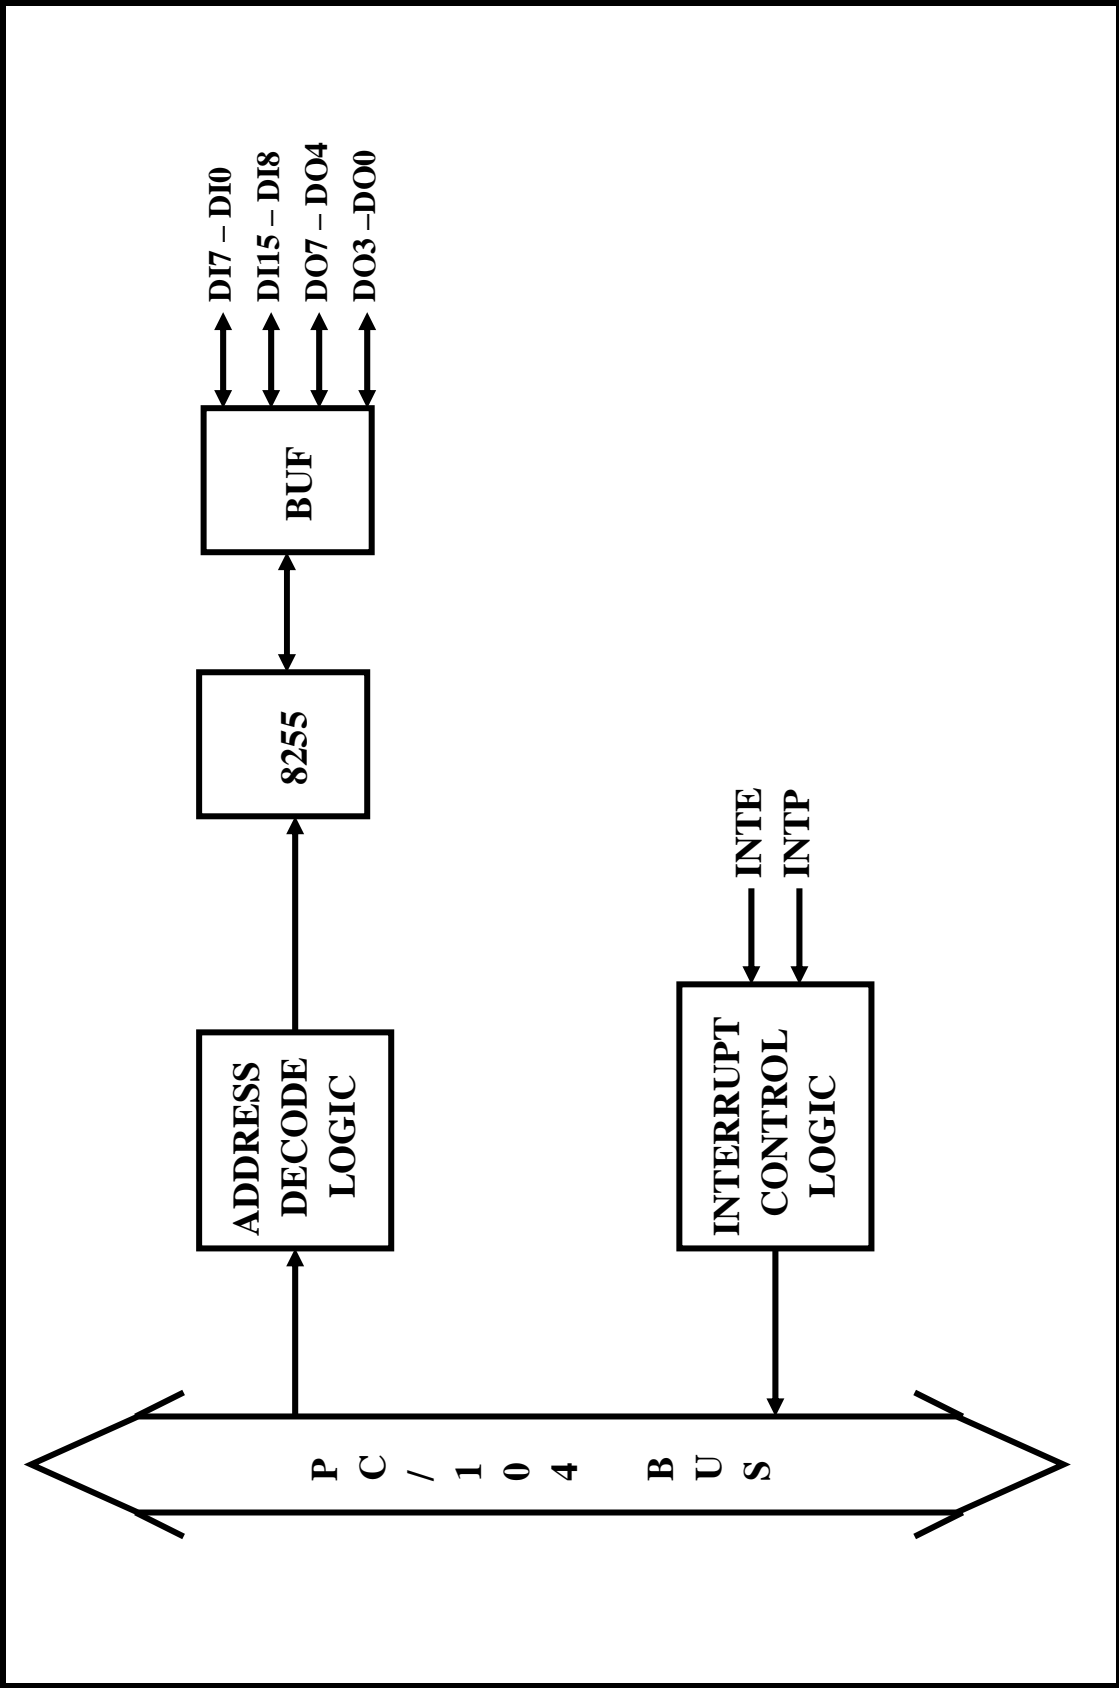 P
C
/
1
0
4
B
U
S
ADDRESS
DECODE
LOGIC
8255
BUF
DI7 – DI0
DI15 – DI8
DO7 – DO4
DO3 –DO0
INTERRUPT
CONTROL
LOGIC
INTE
INTP